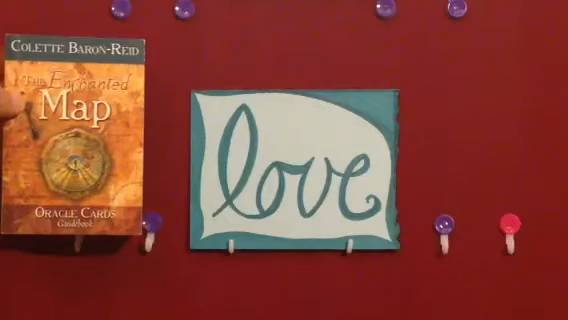 COLETTE BARON-REID
THE Enchanted
Map
ORACLE CARDS
Guidebook
love